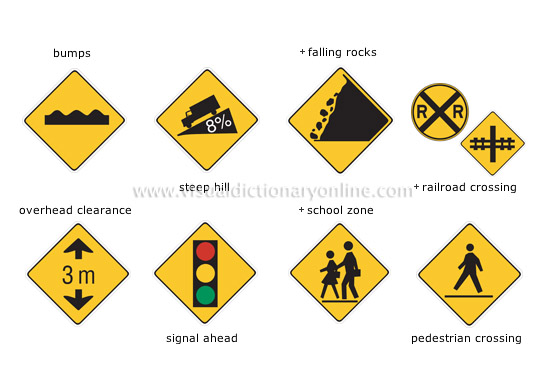 bumps
+ falling rocks
8%
R R
www.visualdictionaryonline.com
steep hill
+ railroad crossing
overhead clearance
+ school zone
3 m
signal ahead
pedestrian crossing